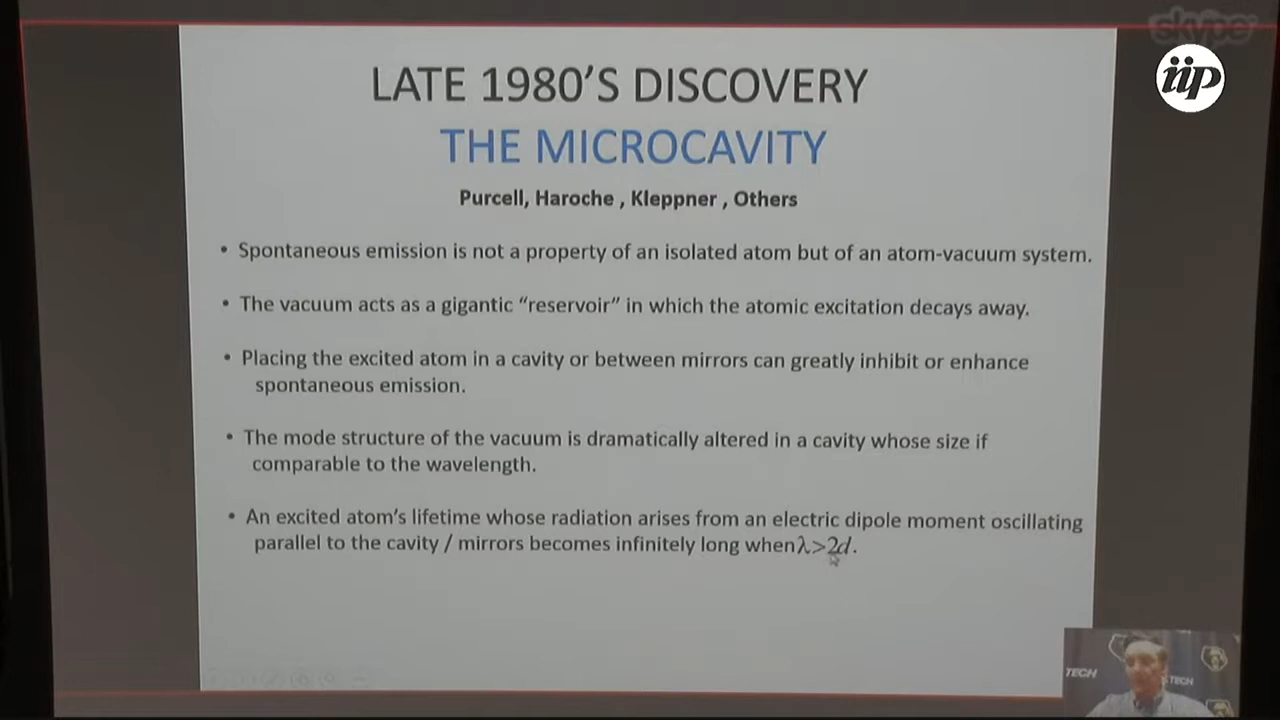 skype
iip
LATE 1980'S DISCOVERY
THE MICROCAVITY
Purcell, Haroche , Kleppner , Others
• Spontaneous emission is not a property of an isolated atom but of an atom-vacuum system.
• The vacuum acts as a gigantic “reservoir” in which the atomic excitation decays away.
• Placing the excited atom in a cavity or between mirrors can greatly inhibit or enhance
spontaneous emission.
• The mode structure of the vacuum is dramatically altered in a cavity whose size if
comparable to the wavelength.
• An excited atom's lifetime whose radiation arises from an electric dipole moment oscillating
parallel to the cavity / mirrors becomes infinitely long when λ>2d.
TECH
TECH